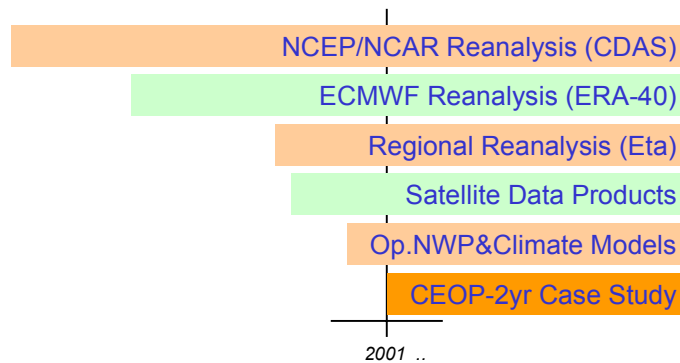 NCEP/NCAR Reanalysis (CDAS)
ECMWF Reanalysis (ERA-40)
Regional Reanalysis (Eta)
Satellite Data Products
Op.NWP&Climate Models
CEOP-2yr Case Study
2001 ..